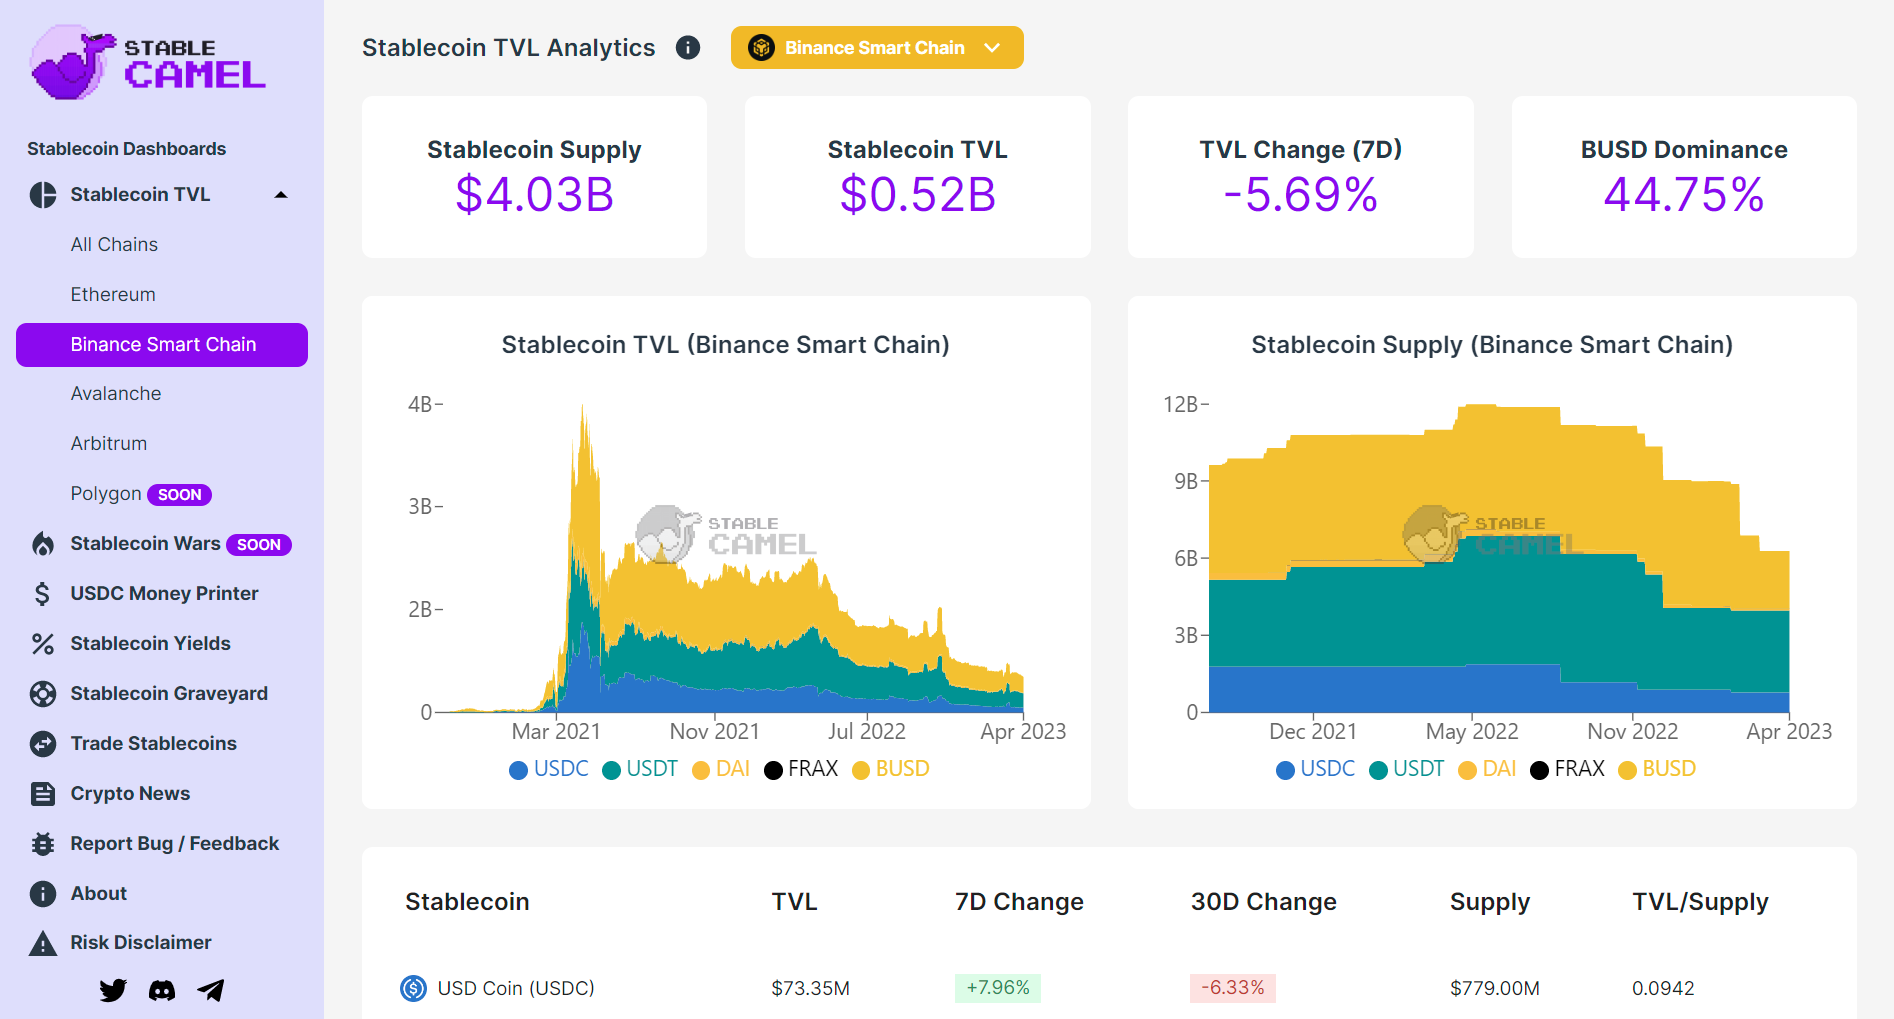 STABLE
CAMEL
Stablecoin Dashboards
Stablecoin TVL
All Chains
Ethereum
Binance Smart Chain
Avalanche
Arbitrum
Polygon SOON
Stablecoin Wars SOON
USDC Money Printer
Stablecoin Yields
Stablecoin Graveyard
Trade Stablecoins
Crypto News
Report Bug / Feedback
About
Risk Disclaimer
Stablecoin TVL Analytics
Binance Smart Chain
Stablecoin Supply
$4.03B
Stablecoin TVL
$0.52B
TVL Change (7D)
-5.69%
BUSD Dominance
44.75%
Stablecoin TVL (Binance Smart Chain)
4B
3B
2B
0
STABLE
CAMEL
Mar 2021 Nov 2021 Jul 2022 Apr 2023
USDC USDT DAI FRAX BUSD
Stablecoin Supply (Binance Smart Chain)
12B
9B
6B
3B
0
STABLE
CAMEL
Dec 2021 May 2022 Nov 2022 Apr 2023
USDC USDT DAI FRAX BUSD
Stablecoin TVL 7D Change 30D Change Supply TVL/Supply
USD Coin (USDC) $73.35M +7.96% -6.33% $779.00M 0.0942